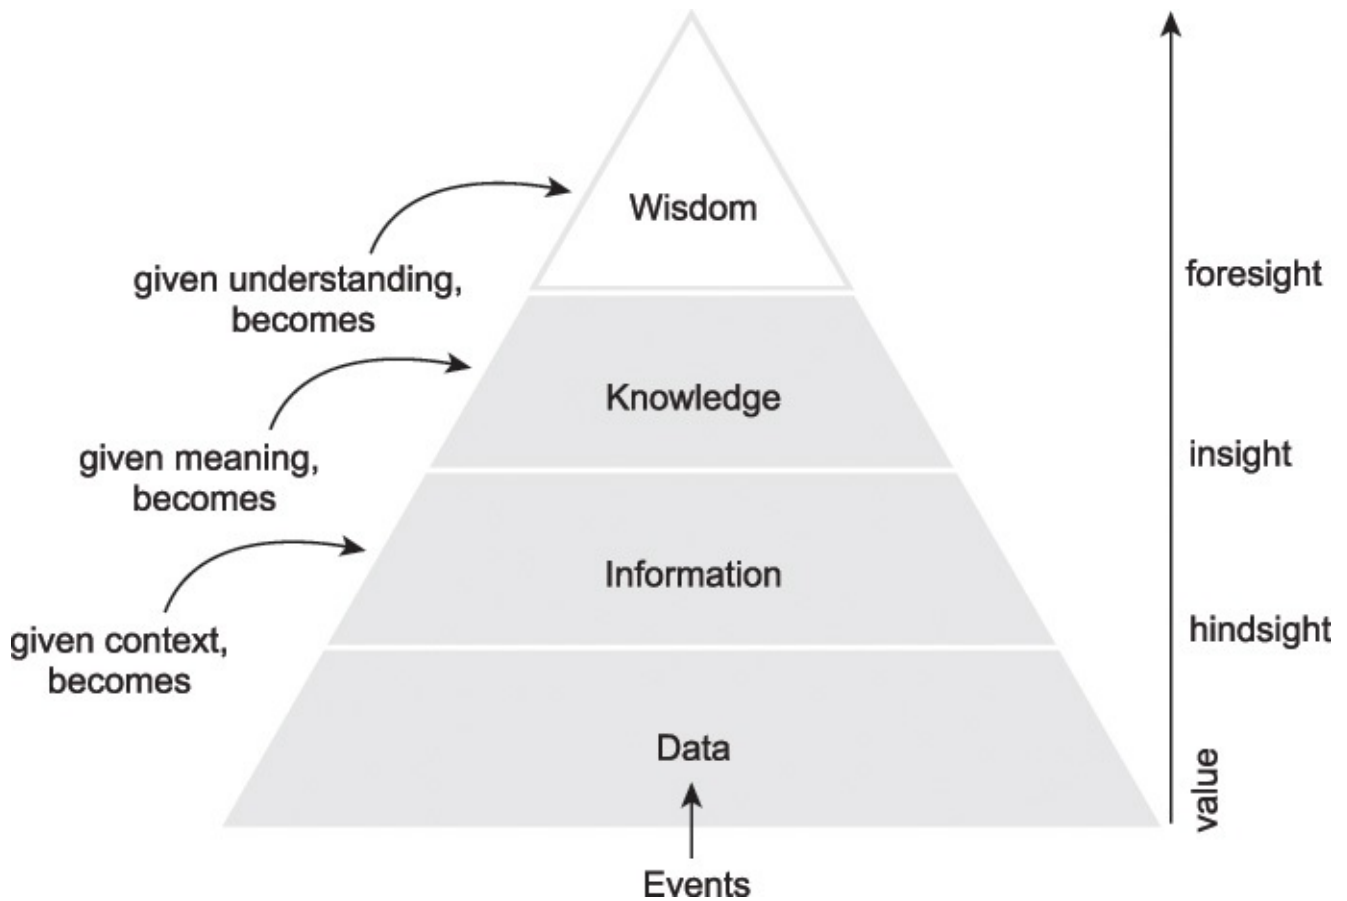 Wisdom
given understanding,
becomes
foresight
Knowledge
given meaning,
becomes
insight
Information
given context,
becomes
hindsight
Data
value
Events